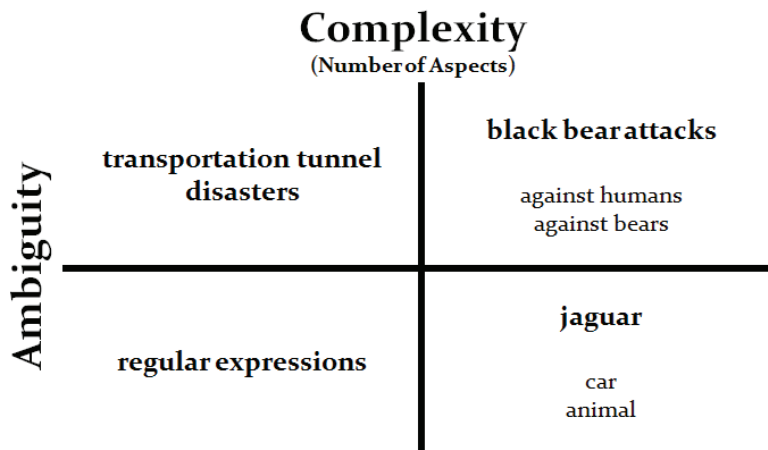 Complexity
(Number of Aspects)
Ambiguity
transportation tunnel
disasters
black bear attacks
against humans
against bears
regular expressions
jaguar
car
animal